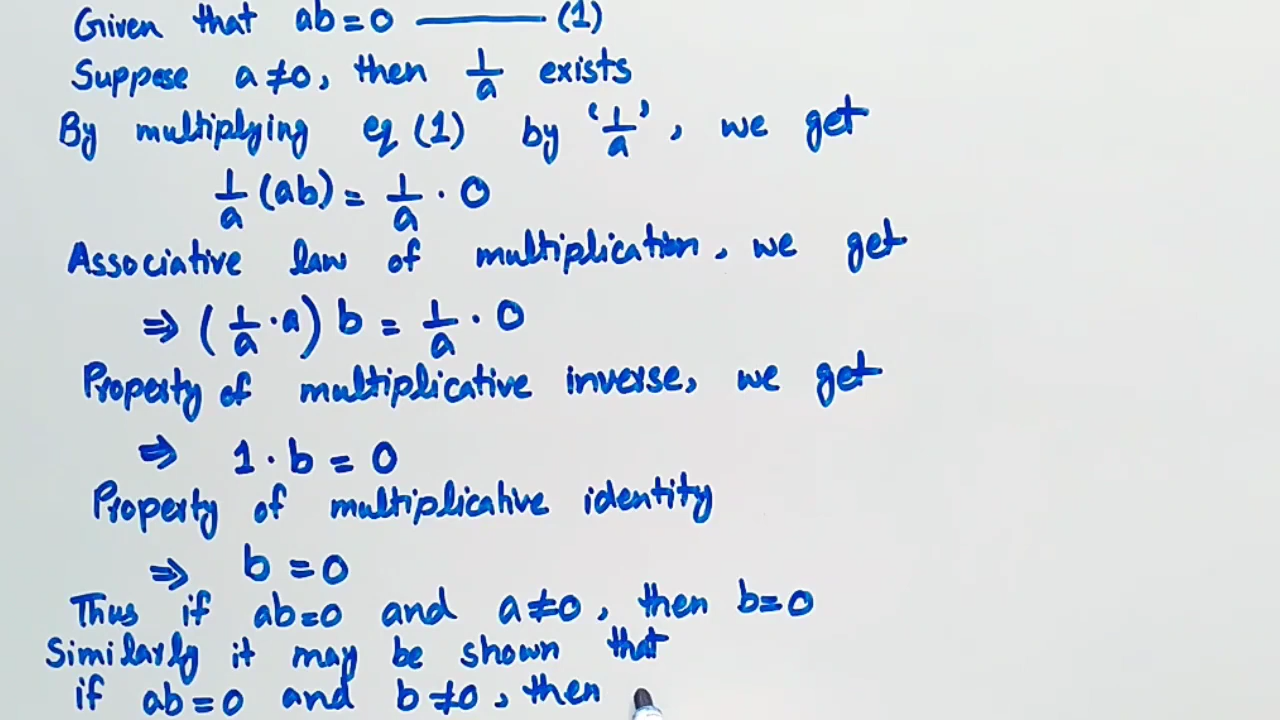 Given that ab = 0 ——— (1)
Suppose a ≠ 0, then 1/a exists
By multiplying eq (1) by '1/a', we get
1/a (ab) = 1/a · 0
Associative law of multiplication, we get
⇒ (1/a · a) b = 1/a · 0
Property of multiplicative inverse, we get
⇒ 1 · b = 0
Property of multiplicative identity
⇒ b = 0
Thus if ab = 0 and a ≠ 0, then b = 0
Similarly it may be shown that
if ab = 0 and b ≠ 0, then